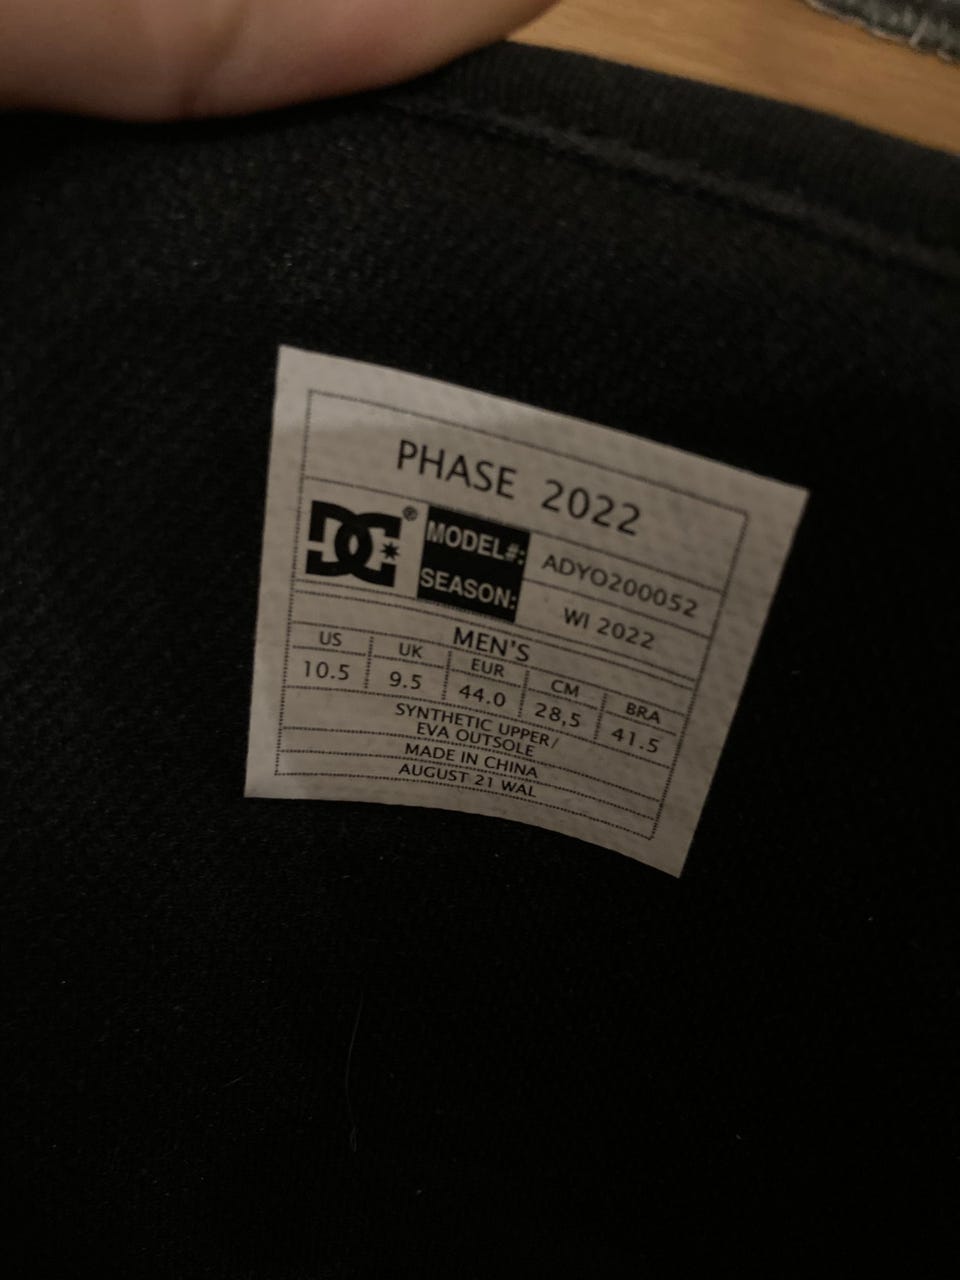 PHASE 2022
DC®
MODEL#: ADYO200052
SEASON: WI 2022
MEN'S
US UK EUR CM BRA
10.5 9.5 44.0 28,5 41.5
SYNTHETIC UPPER/
EVA OUTSOLE
MADE IN CHINA
AUGUST 21 WAL